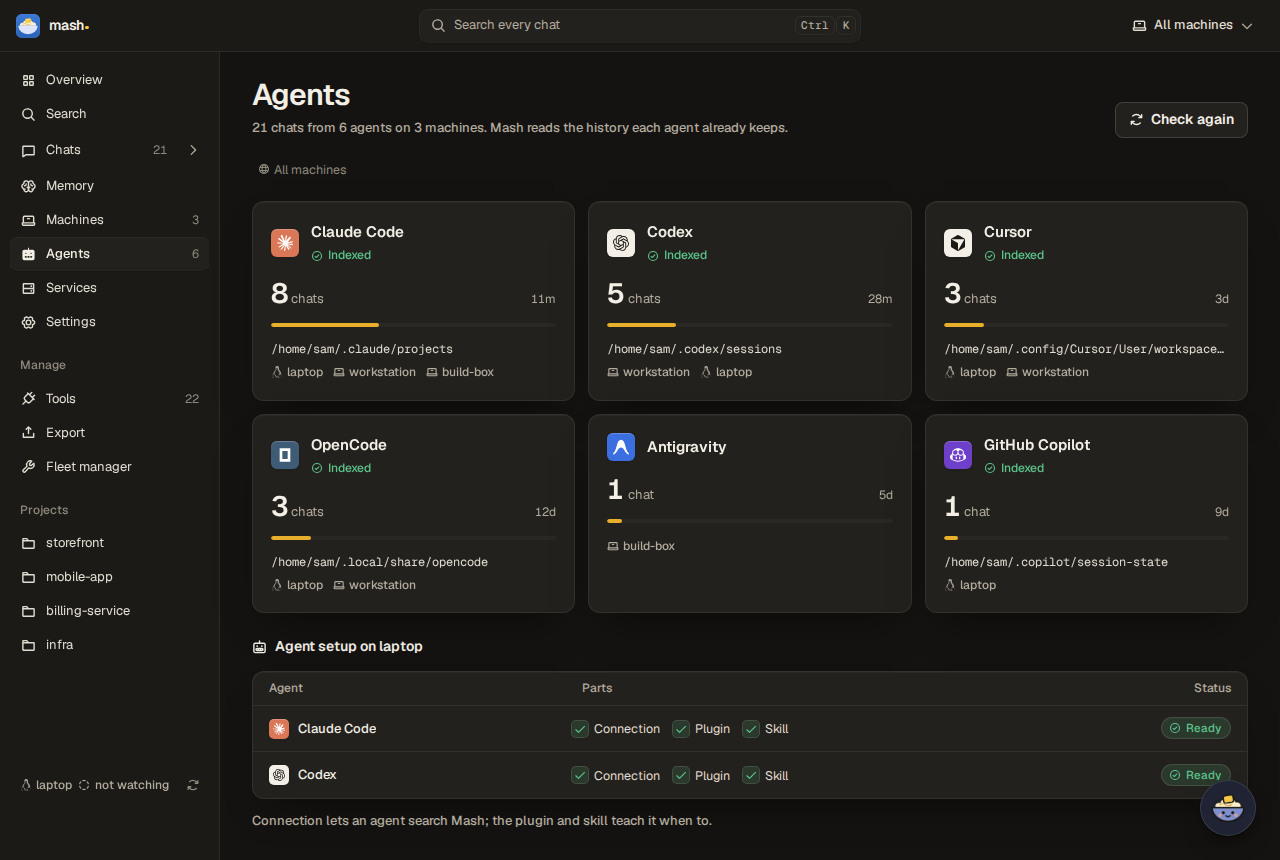 mash.
Search every chat
Ctrl K
All machines
Overview
Search
Chats 21
Memory
Machines 3
Agents 6
Services
Settings
Manage
Tools 22
Export
Fleet manager
Projects
storefront
mobile-app
billing-service
infra
laptop not watching
Agents
21 chats from 6 agents on 3 machines. Mash reads the history each agent already keeps.
Check again
All machines
Claude Code
Indexed
8 chats 11m
/home/sam/.claude/projects
laptop workstation build-box
Codex
Indexed
5 chats 28m
/home/sam/.codex/sessions
workstation laptop
Cursor
Indexed
3 chats 3d
/home/sam/.config/Cursor/User/workspace…
laptop workstation
OpenCode
Indexed
3 chats 12d
/home/sam/.local/share/opencode
laptop workstation
Antigravity
1 chat 5d
build-box
GitHub Copilot
Indexed
1 chat 9d
/home/sam/.copilot/session-state
laptop
Agent setup on laptop
Agent Parts Status
Claude Code Connection Plugin Skill Ready
Codex Connection Plugin Skill Ready
Connection lets an agent search Mash; the plugin and skill teach it when to.